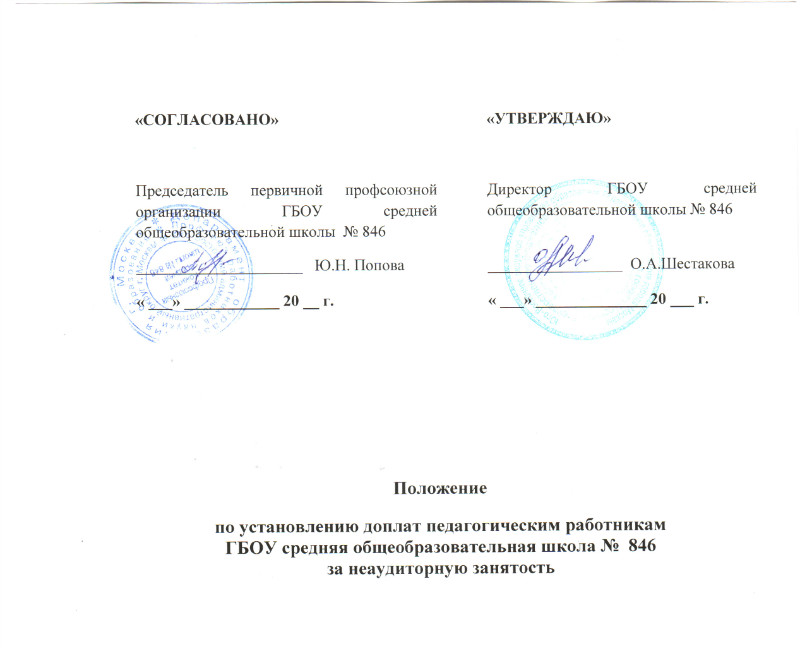 «СОГЛАСОВАНО»
Председатель первичной профсоюзной
организации ГБОУ средней
общеобразовательной школы № 846
____________________ Ю.Н. Попова
« ___» ______________ 20 __ г.
«УТВЕРЖДАЮ»
Директор ГБОУ средней
общеобразовательной школы № 846
________________ О.А.Шестакова
« ___» ________________ 20 ___ г.
Положение
по установлению доплат педагогическим работникам
ГБОУ средняя общеобразовательная школа № 846
за неаудиторную занятость